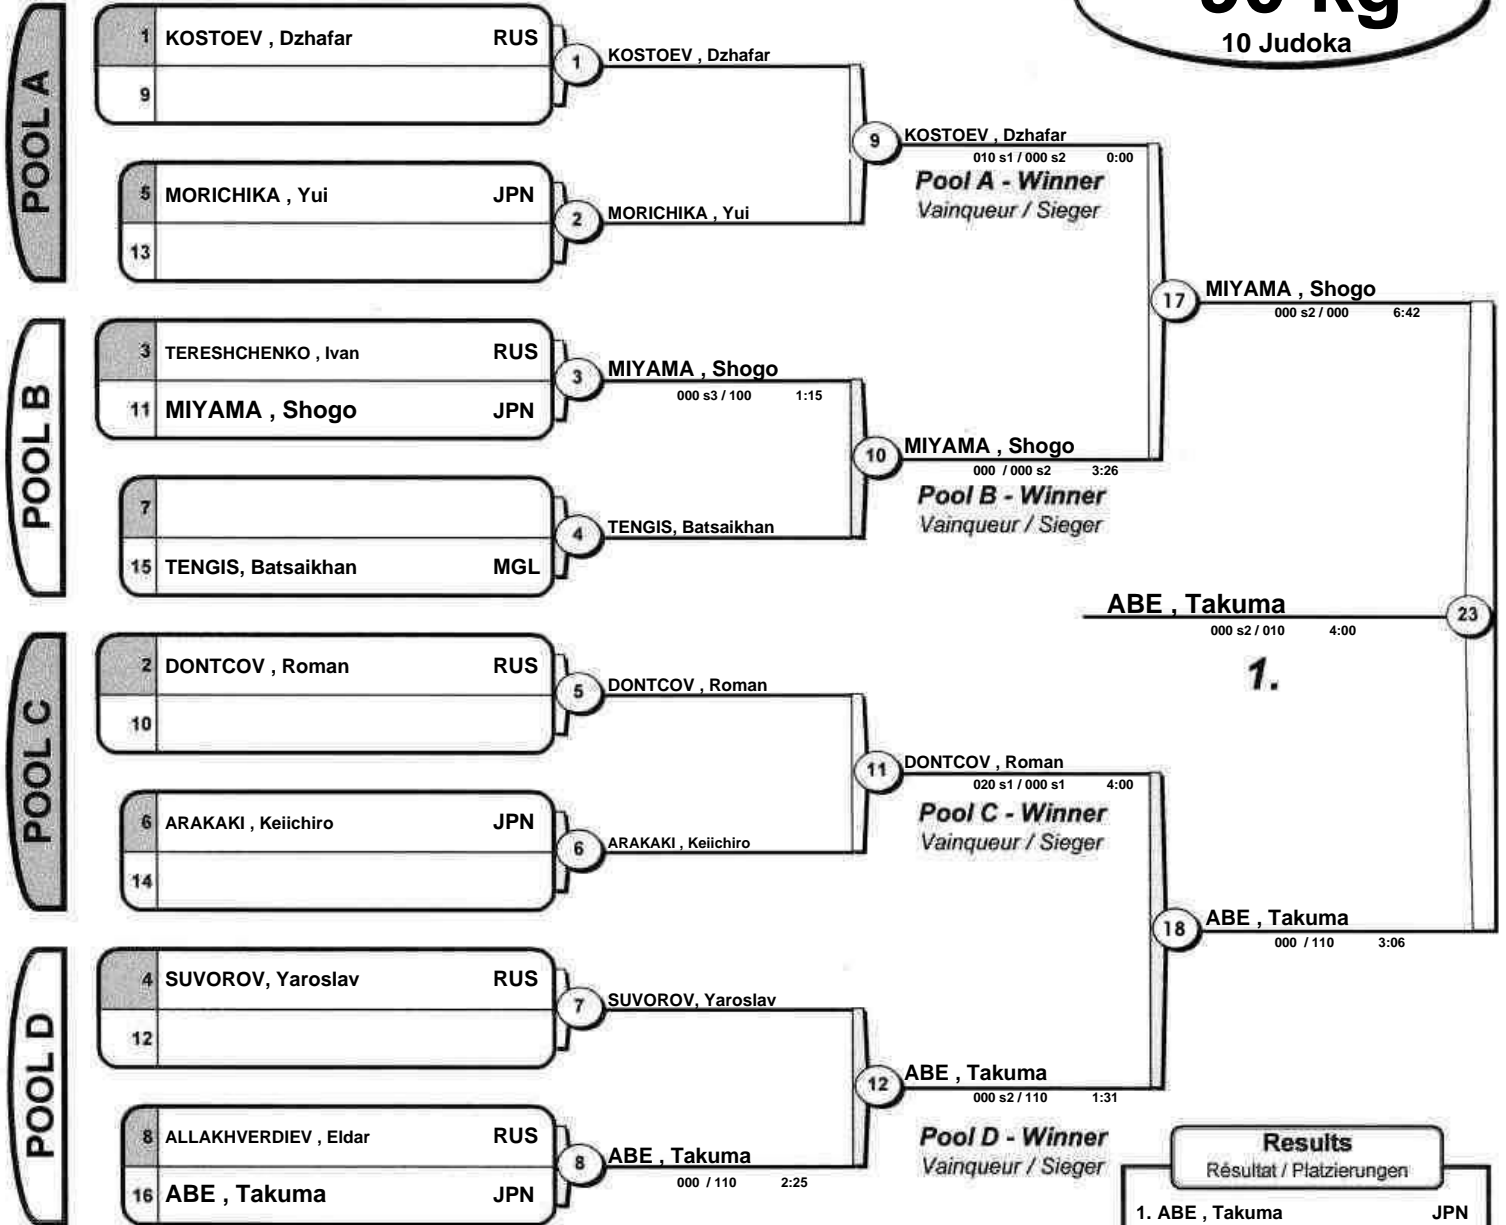 kg
10 Judoka
POOL A
1 KOSTOEV , Dzhafar RUS
9
5 MORICHIKA , Yui JPN
13
1 KOSTOEV , Dzhafar
2 MORICHIKA , Yui
9 KOSTOEV , Dzhafar
010 s1 / 000 s2 0:00
Pool A - Winner
Vainqueur / Sieger
POOL B
3 TERESHCHENKO , Ivan RUS
11 MIYAMA , Shogo JPN
7
15 TENGIS, Batsaikhan MGL
3 MIYAMA , Shogo
000 s3 / 100 1:15
4 TENGIS, Batsaikhan
10 MIYAMA , Shogo
000 / 000 s2 3:26
Pool B - Winner
Vainqueur / Sieger
17 MIYAMA , Shogo
000 s2 / 000 6:42
ABE , Takuma 23
000 s2 / 010 4:00
1.
POOL C
2 DONTCOV , Roman RUS
10
6 ARAKAKI , Keiichiro JPN
14
5 DONTCOV , Roman
6 ARAKAKI , Keiichiro
11 DONTCOV , Roman
020 s1 / 000 s1 4:00
Pool C - Winner
Vainqueur / Sieger
18 ABE , Takuma
000 / 110 3:06
POOL D
4 SUVOROV, Yaroslav RUS
12
8 ALLAKHVERDIEV , Eldar RUS
16 ABE , Takuma JPN
7 SUVOROV, Yaroslav
8 ABE , Takuma
000 / 110 2:25
12 ABE , Takuma
000 s2 / 110 1:31
Pool D - Winner
Vainqueur / Sieger
Results
Résultat / Platzierungen
1. ABE , Takuma JPN